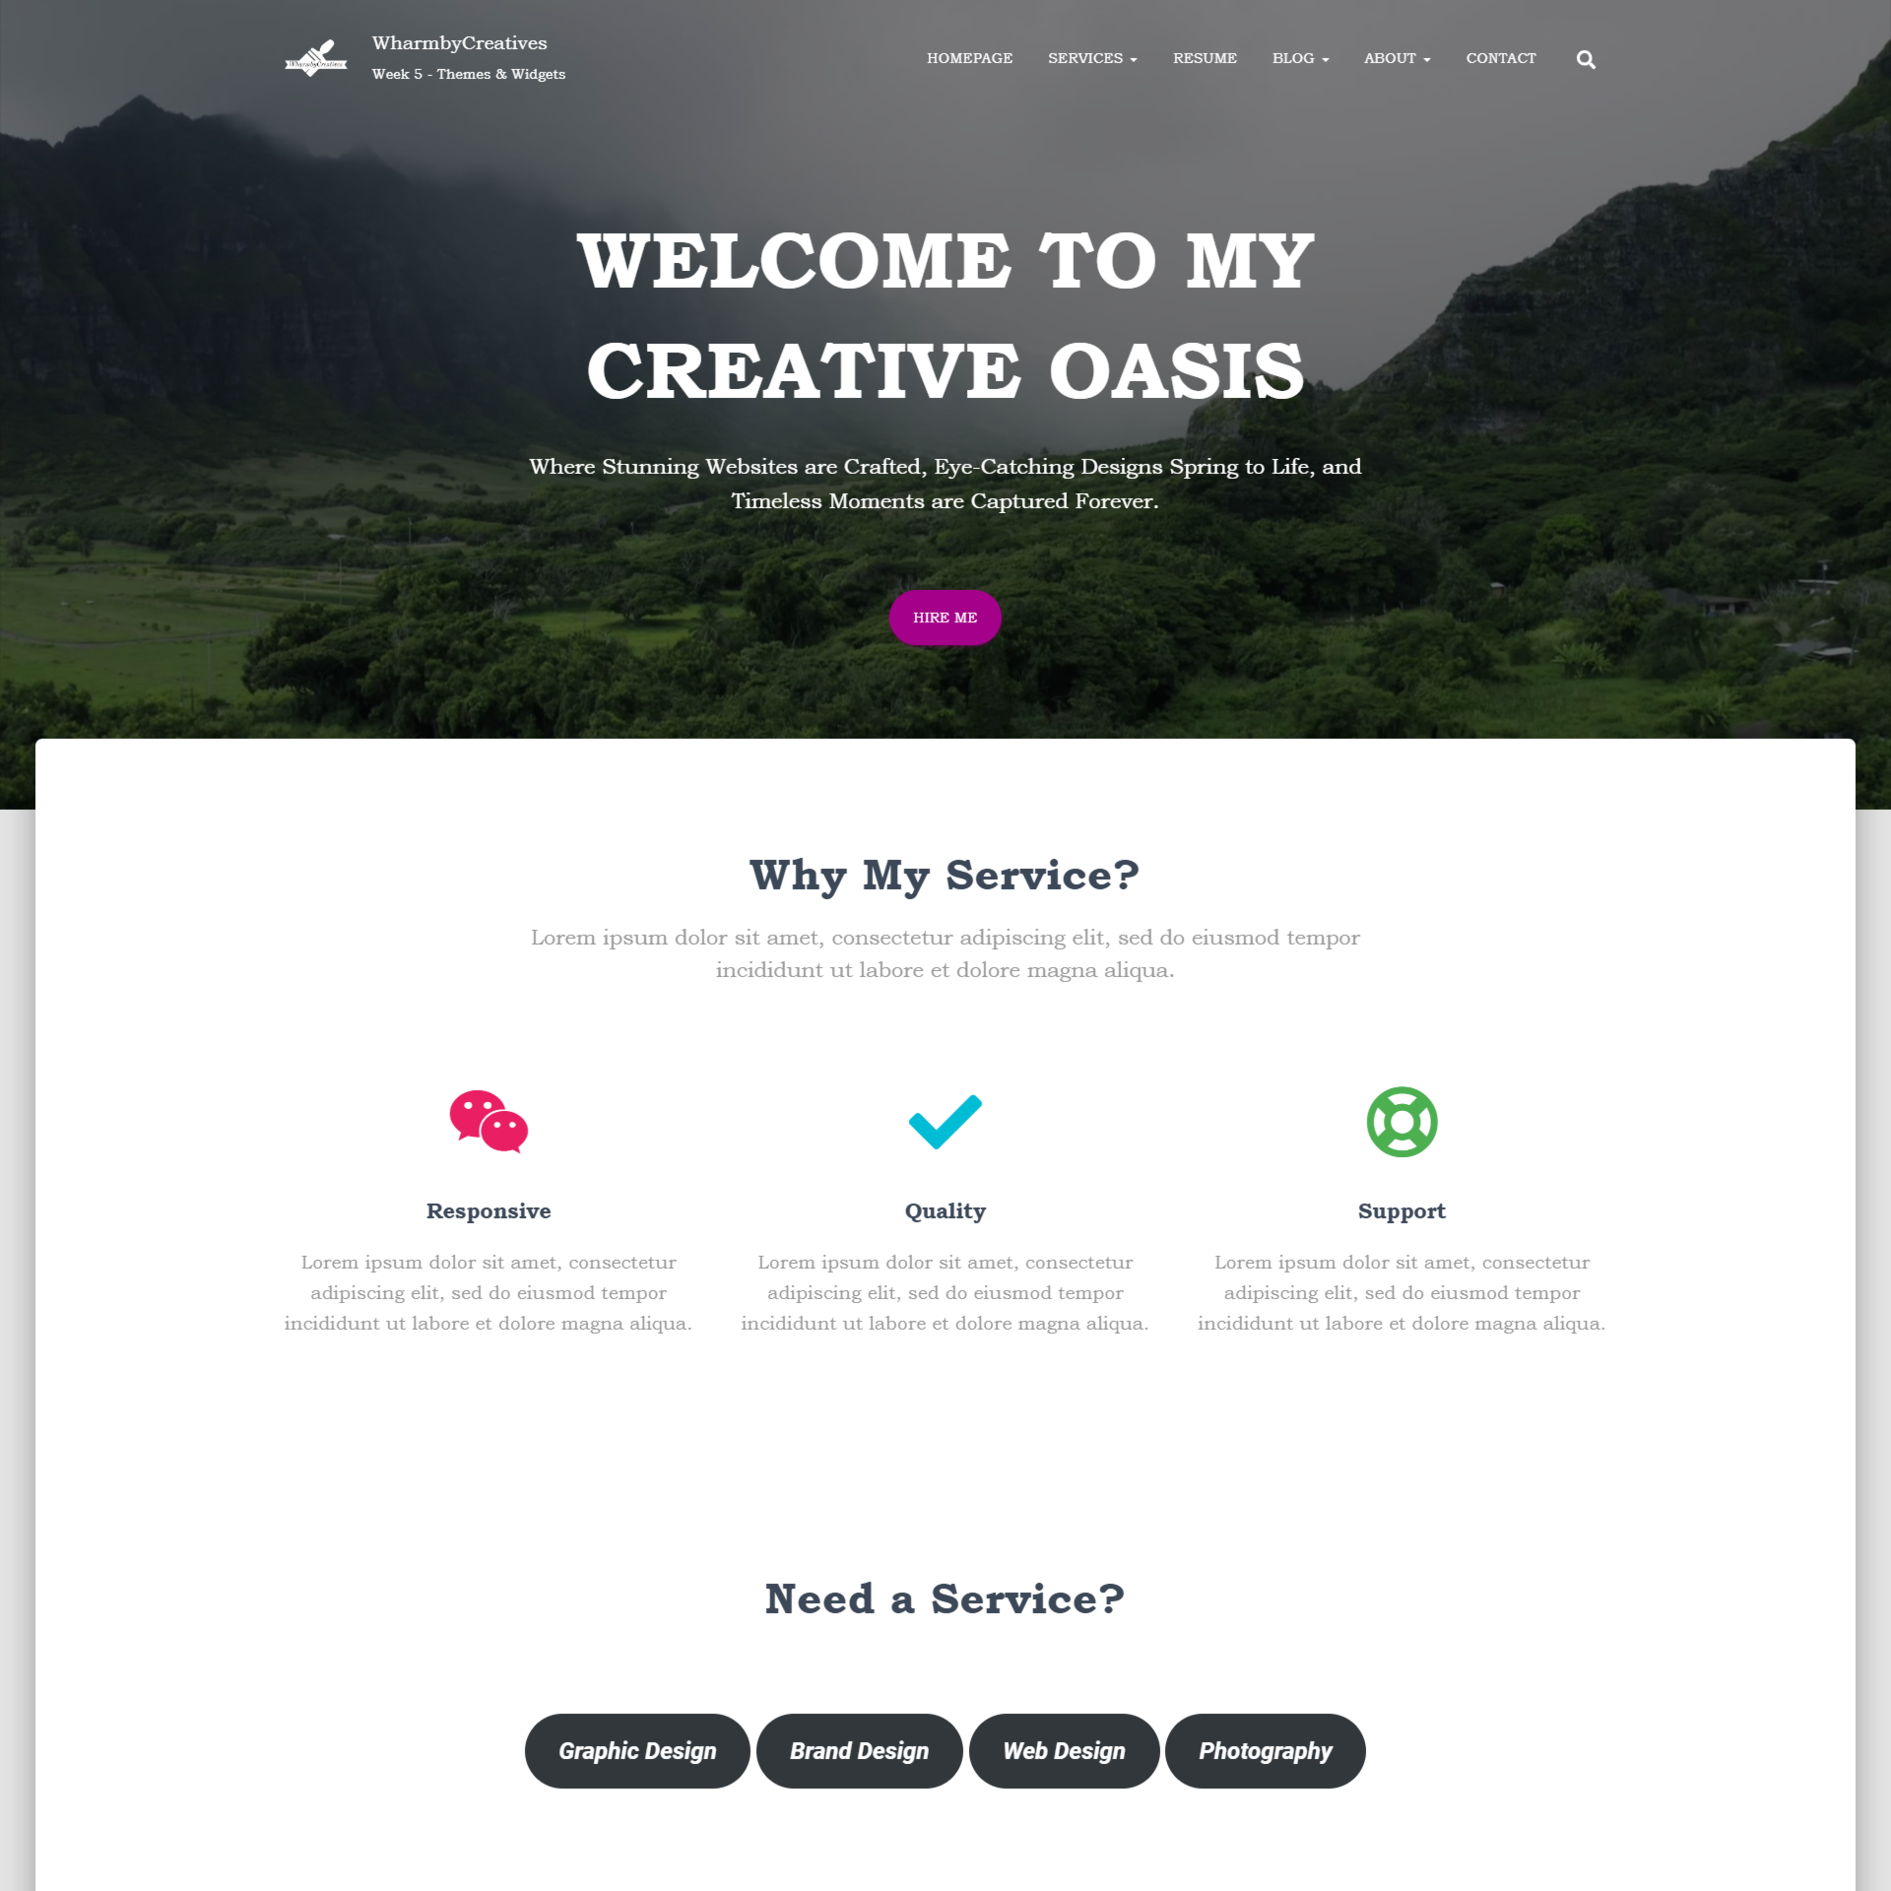 WharmbyCreatives
WharmbyCreatives
Week 5 - Themes & Widgets
HOMEPAGE SERVICES RESUME BLOG ABOUT CONTACT
WELCOME TO MY
CREATIVE OASIS
Where Stunning Websites are Crafted, Eye-Catching Designs Spring to Life, and
Timeless Moments are Captured Forever.
HIRE ME
Why My Service?
Lorem ipsum dolor sit amet, consectetur adipiscing elit, sed do eiusmod tempor
incididunt ut labore et dolore magna aliqua.
Responsive
Lorem ipsum dolor sit amet, consectetur
adipiscing elit, sed do eiusmod tempor
incididunt ut labore et dolore magna aliqua.
Quality
Lorem ipsum dolor sit amet, consectetur
adipiscing elit, sed do eiusmod tempor
incididunt ut labore et dolore magna aliqua.
Support
Lorem ipsum dolor sit amet, consectetur
adipiscing elit, sed do eiusmod tempor
incididunt ut labore et dolore magna aliqua.
Need a Service?
Graphic Design Brand Design Web Design Photography